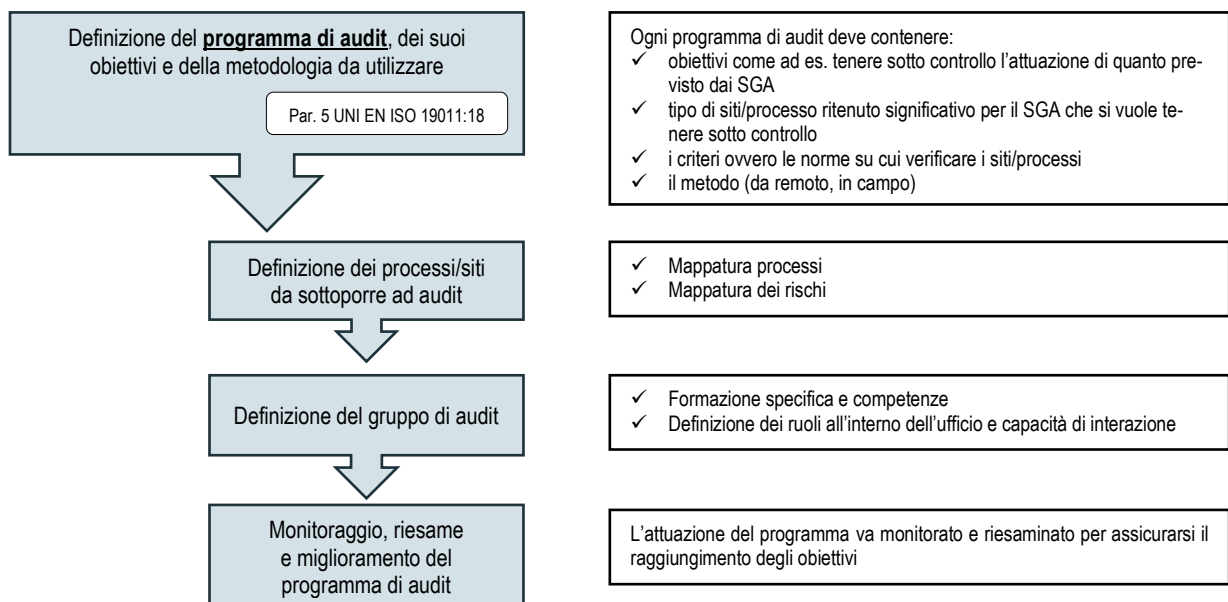 Definizione del programma di audit, dei suoi
obiettivi e della metodologia da utilizzare
Par. 5 UNI EN ISO 19011:18
Ogni programma di audit deve contenere:
✓ obiettivi come ad es. tenere sotto controllo l’attuazione di quanto pre-
visto dai SGA
✓ tipo di siti/processo ritenuto significativo per il SGA che si vuole te-
nere sotto controllo
✓ i criteri ovvero le norme su cui verificare i siti/processi
✓ il metodo (da remoto, in campo)
Definizione dei processi/siti
da sottoporre ad audit
✓ Mappatura processi
✓ Mappatura dei rischi
Definizione del gruppo di audit
✓ Formazione specifica e competenze
✓ Definizione dei ruoli all’interno dell’ufficio e capacità di interazione
Monitoraggio, riesame
e miglioramento del
programma di audit
L’attuazione del programma va monitorato e riesaminato per assicurarsi il
raggiungimento degli obiettivi